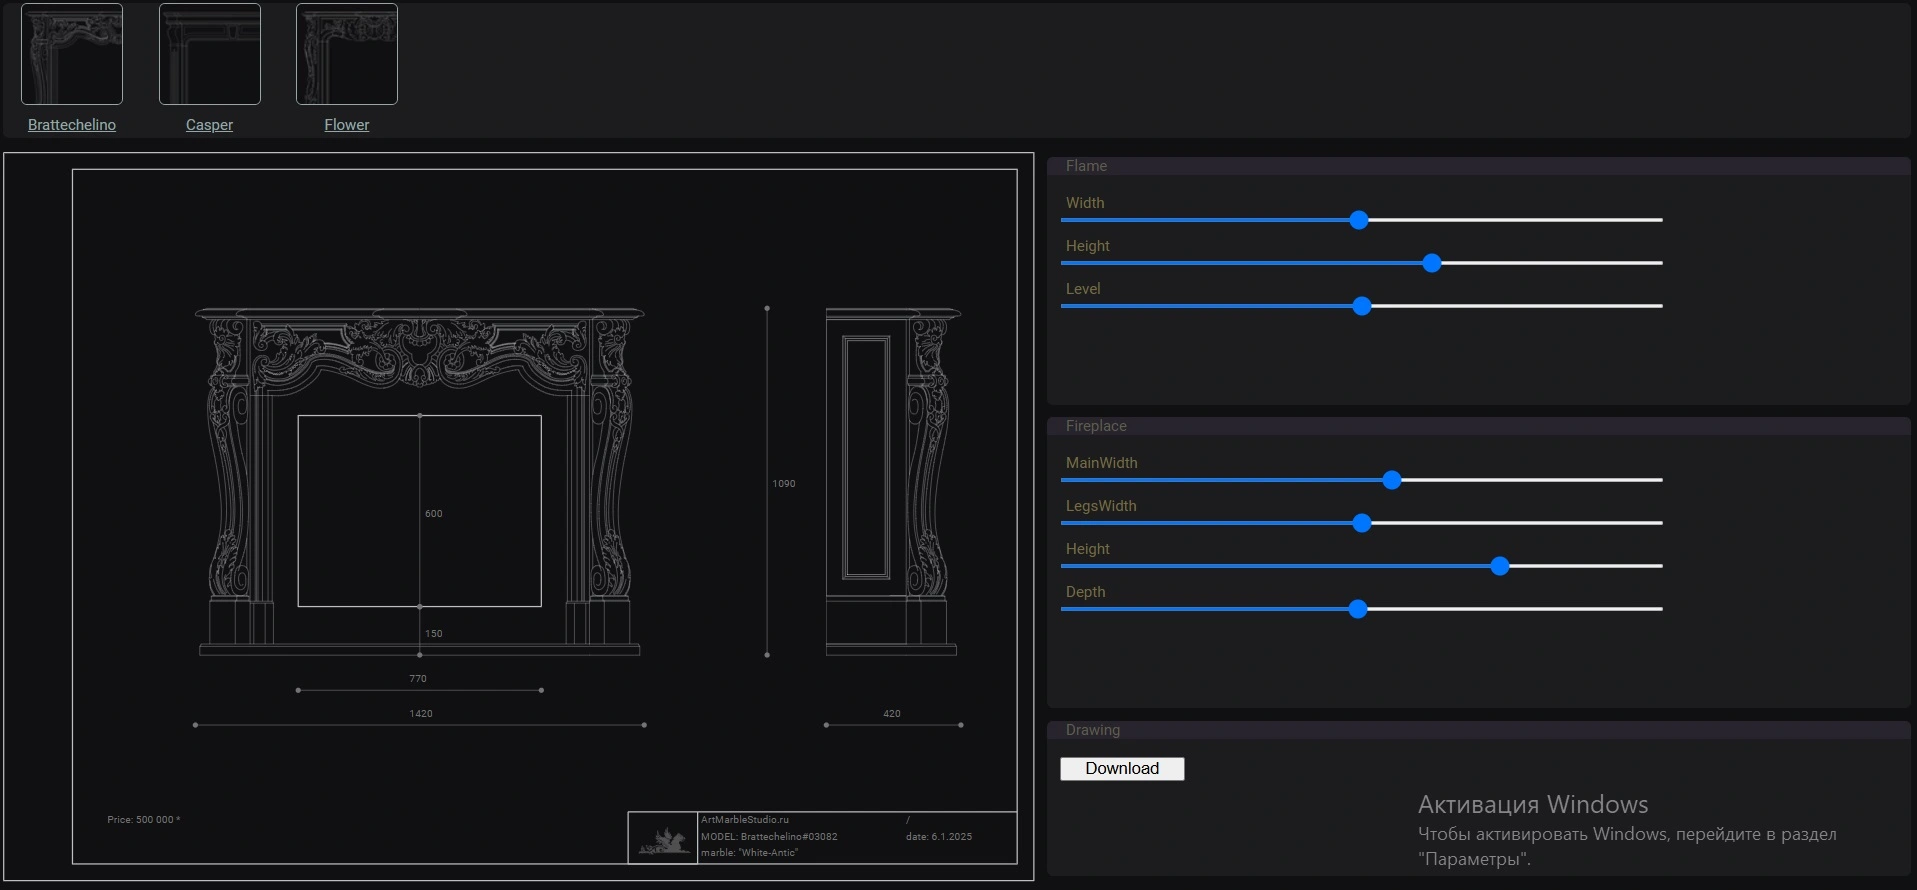 Brattechelino
Casper
Flower
Flame
Width
Height
Level
Fireplace
MainWidth
LegsWidth
Height
Depth
Drawing
Download
1090
600
150
770
1420
420
Price: 500 000 *
ArtMarbleStudio.ru /
MODEL: Brattechelino#03082 date: 6.1.2025
marble: "White-Antic"
Активация Windows
Чтобы активировать Windows, перейдите в раздел
"Параметры".